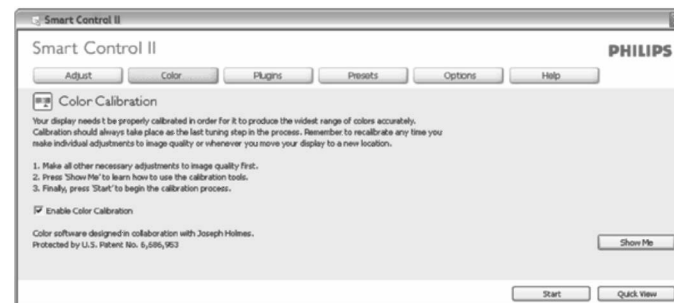 Smart Control II
Smart Control II
PHILIPS
Adjust Color Plugins Presets Options Help
Color Calibration
Your display needs t be properly calibrated in order for it to produce the widest range of colors accurately.
Calibration should always take place as the last tuning step in the process. Remember to recalibrate any time you
make individual adjustments to image quality or whenever you move your display to a new location.
1. Make all other necessary adjustments to image quality first.
2. Press 'Show Me' to learn how to use the calibration tools.
3. Finally, press 'Start' to begin the calibration process.
Enable Color Calibration
Color software designed in collaboration with Joseph Holmes.
Protected by U.S. Patent No. 6,686,953
Show Me
Start Quick View